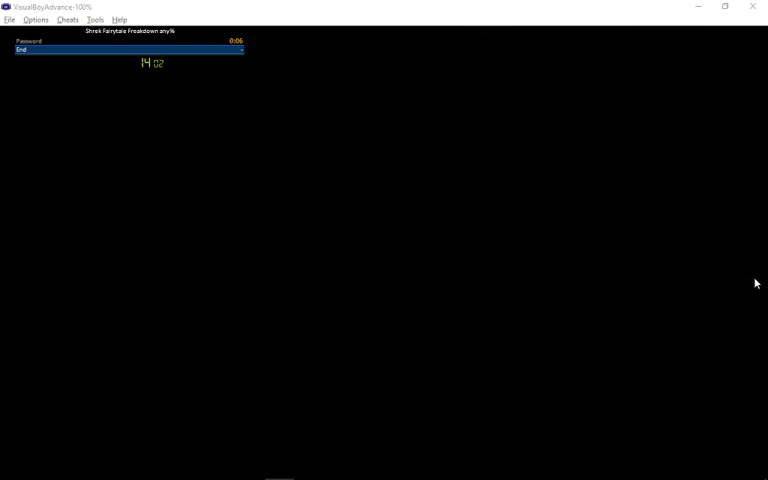 VisualBoyAdvance-100%
File Options Cheats Tools Help
Shrek Fairytale Freakdown any%
Password 0:06
End -
14 02